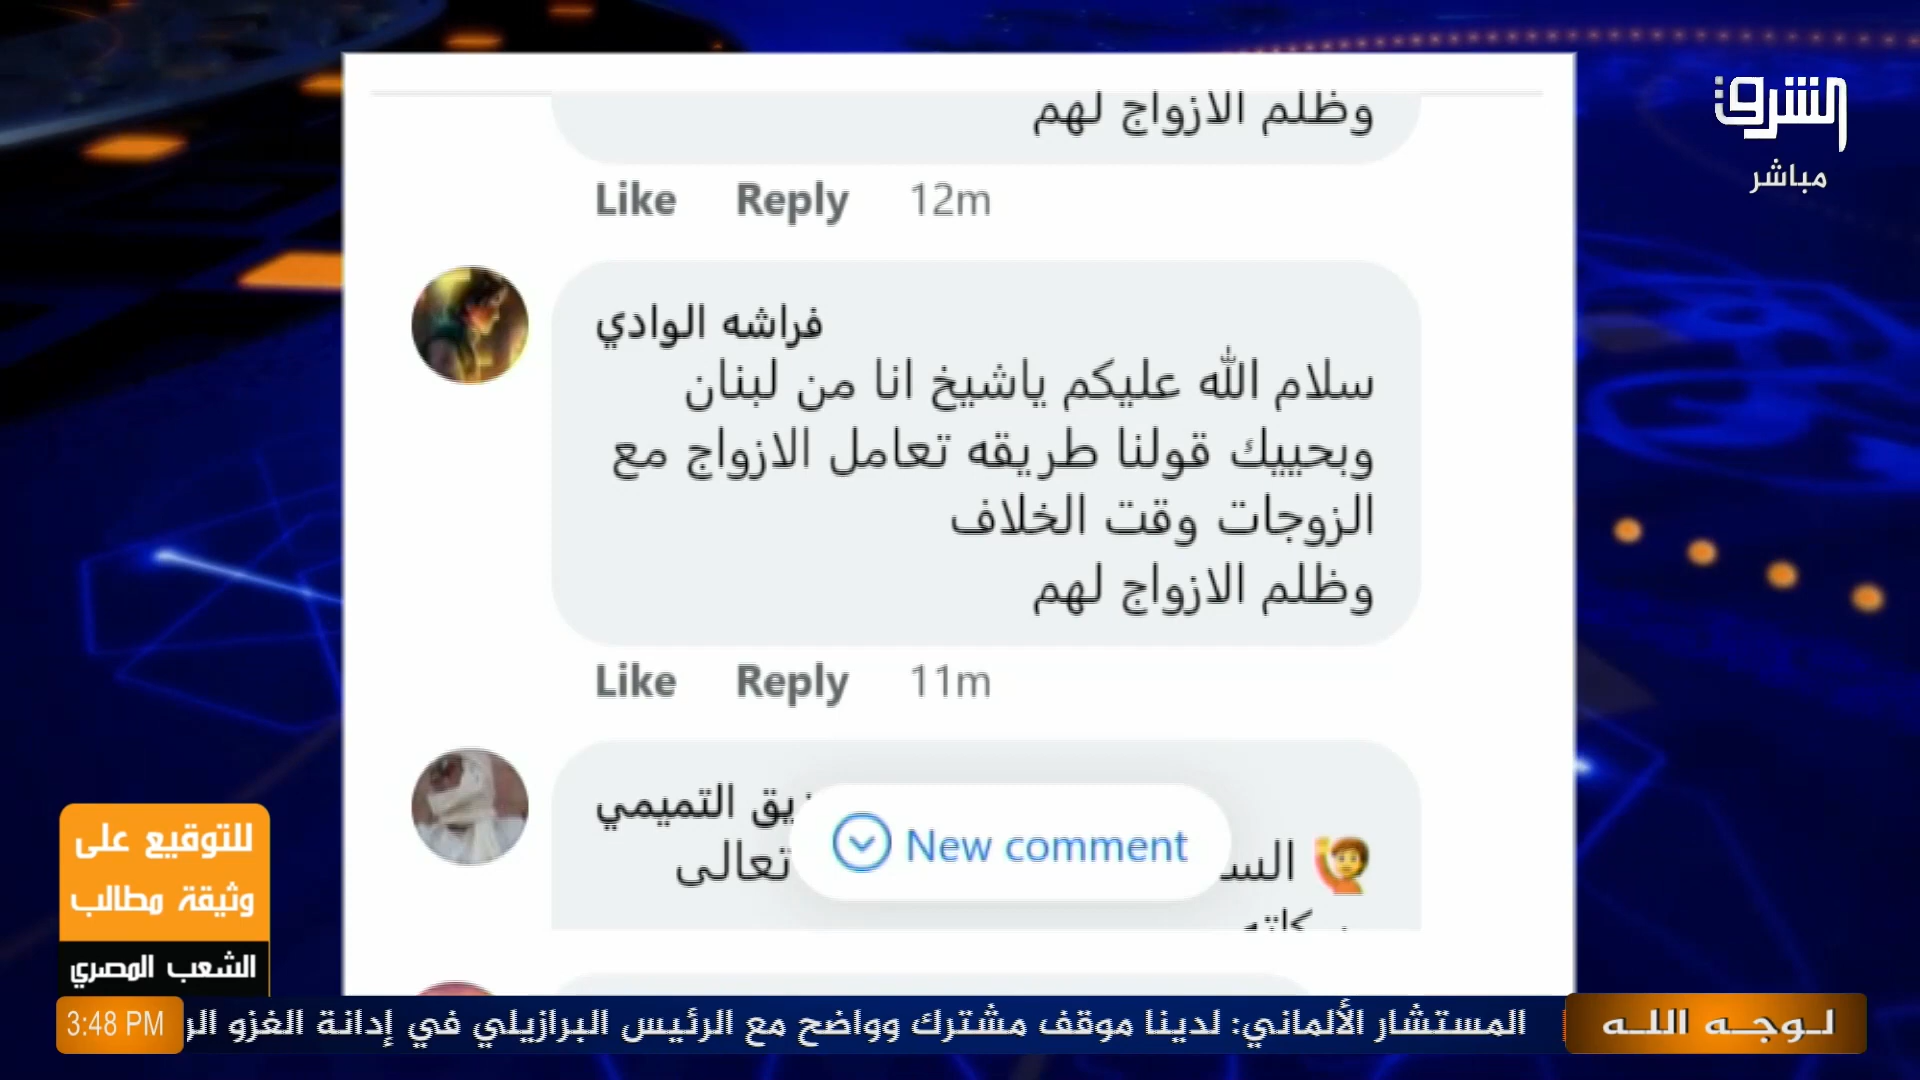 الشرق
مباشر
وظلم الازواج لهم
Like Reply 12m
فراشه الوادي
سلام الله عليكم ياشيخ انا من لبنان
وبحييك قولنا طريقه تعامل الازواج مع
الزوجات وقت الخلاف
وظلم الازواج لهم
Like Reply 11m
التميمي
New comment
تعالى
للتوقيع على
وثيقة مطالب
الشعب المصري
لوجه الله
المستشار الألماني: لدينا موقف مشترك وواضح مع الرئيس البرازيلي في إدانة الغزو الر
3:48 PM